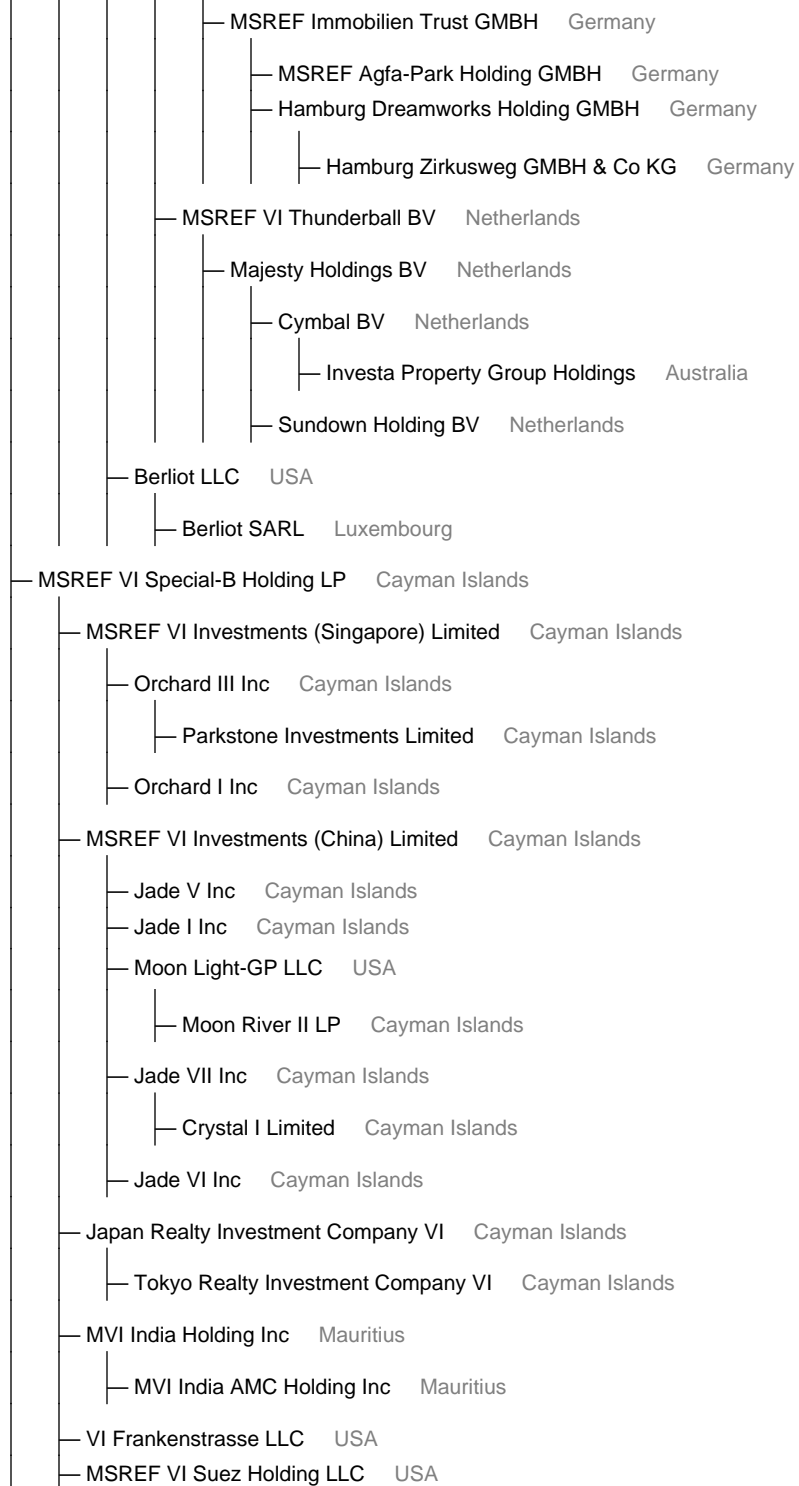 MSREF Immobilien Trust GMBH Germany
MSREF Agfa-Park Holding GMBH Germany
Hamburg Dreamworks Holding GMBH Germany
Hamburg Zirkusweg GMBH & Co KG Germany
MSREF VI Thunderball BV Netherlands
Majesty Holdings BV Netherlands
Cymbal BV Netherlands
Investa Property Group Holdings Australia
Sundown Holding BV Netherlands
Berliot LLC USA
Berliot SARL Luxembourg
MSREF VI Special-B Holding LP Cayman Islands
MSREF VI Investments (Singapore) Limited Cayman Islands
Orchard III Inc Cayman Islands
Parkstone Investments Limited Cayman Islands
Orchard I Inc Cayman Islands
MSREF VI Investments (China) Limited Cayman Islands
Jade V Inc Cayman Islands
Jade I Inc Cayman Islands
Moon Light-GP LLC USA
Moon River II LP Cayman Islands
Jade VII Inc Cayman Islands
Crystal I Limited Cayman Islands
Jade VI Inc Cayman Islands
Japan Realty Investment Company VI Cayman Islands
Tokyo Realty Investment Company VI Cayman Islands
MVI India Holding Inc Mauritius
MVI India AMC Holding Inc Mauritius
VI Frankenstrasse LLC USA
MSREF VI Suez Holding LLC USA